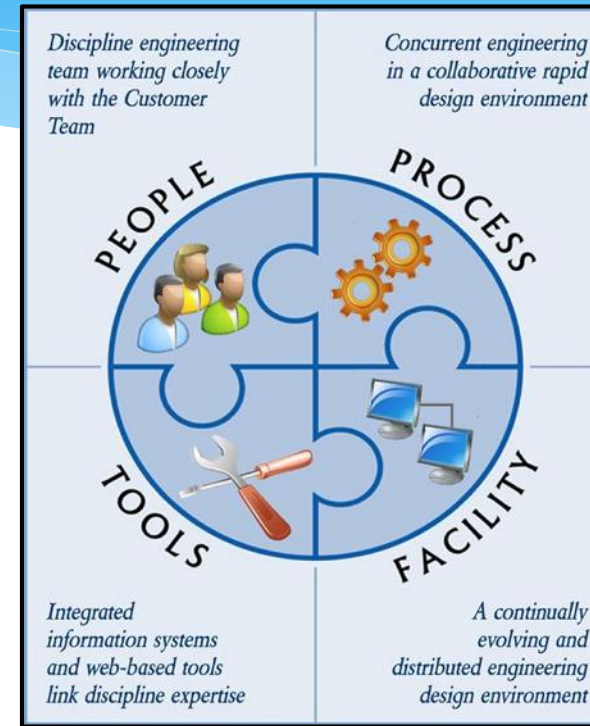 Discipline engineering
team working closely
with the Customer
Team
Concurrent engineering
in a collaborative rapid
design environment
PEOPLE
PROCESS
TOOLS
FACILITY
Integrated
information systems
and web-based tools
link discipline expertise
A continually
evolving and
distributed engineering
design environment